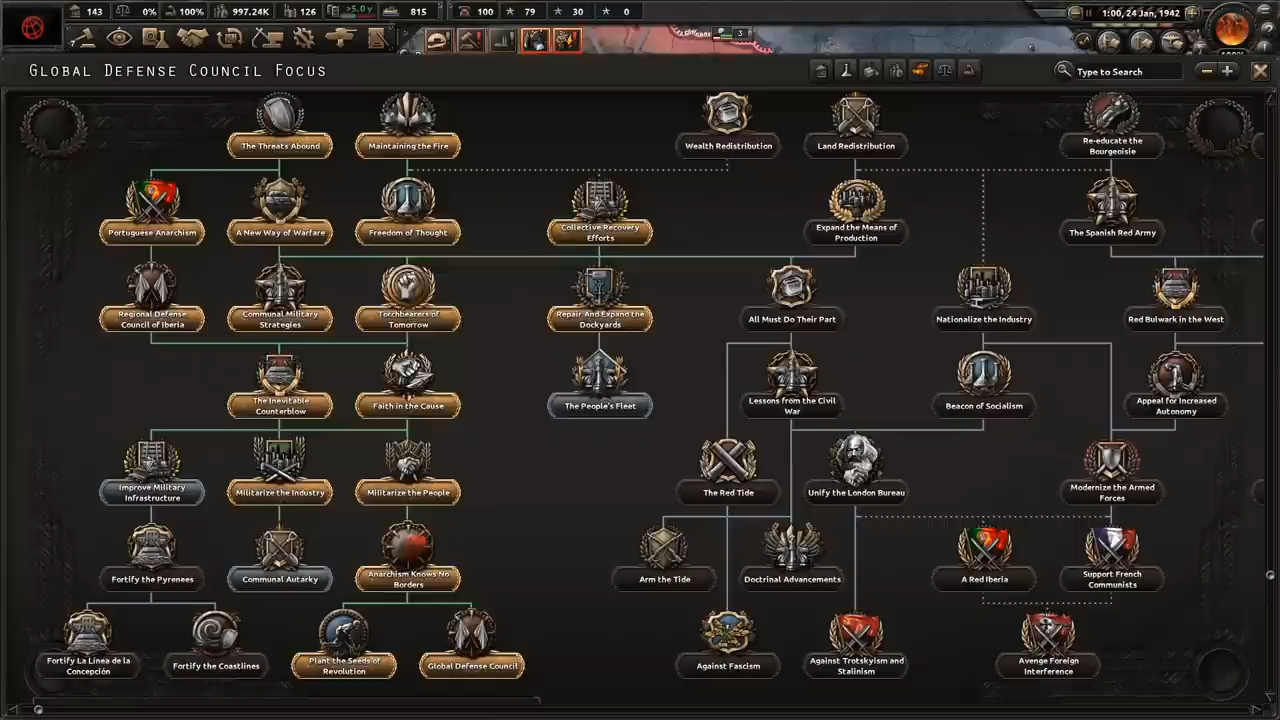 143 0% 100% 997.24K 126 >5.0 y 815 100 79 30 0 1:00, 24 Jan, 1942
3
100%
GLOBAL DEFENSE COUNCIL FOCUS
Type to Search
The Threats Abound
Maintaining the Fire
Wealth Redistribution
Land Redistribution
Re-educate the
Bourgeoisie
Portuguese Anarchism
A New Way of Warfare
Freedom of Thought
Collective Recovery
Efforts
Expand the Means of
Production
The Spanish Red Army
Regional Defense
Council of Iberia
Communal Military
Strategies
Torchbearers of
Tomorrow
Repair And Expand the
Dockyards
All Must Do Their Part
Nationalize the Industry
Red Bulwark in the West
The Inevitable
Counterblow
Faith in the Cause
The People's Fleet
Lessons from the Civil
War
Beacon of Socialism
Appeal for Increased
Autonomy
Improve Military
Infrastructure
Militarize the Industry
Militarize the People
The Red Tide
Unify the London Bureau
Modernize the Armed
Forces
Fortify the Pyrenees
Communal Autarky
Anarchism Knows No
Borders
Arm the Tide
Doctrinal Advancements
A Red Iberia
Support French
Communists
Fortify La Línea de la
Concepción
Fortify the Coastlines
Plant the Seeds of
Revolution
Global Defense Council
Against Fascism
Against Trotskyism and
Stalinism
Avenge Foreign
Interference